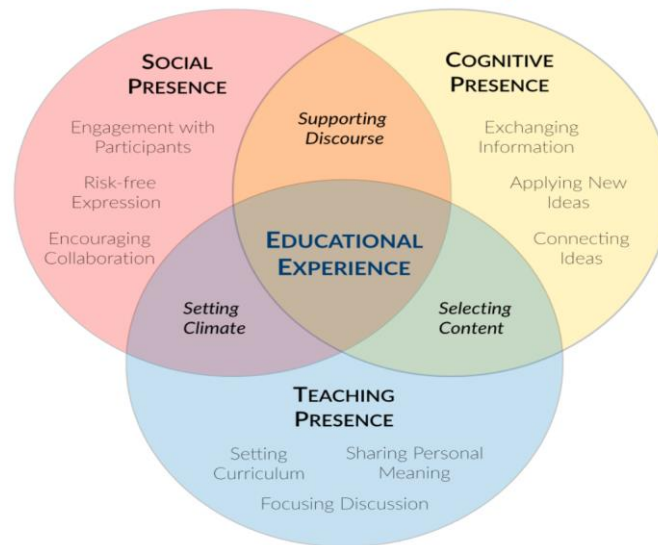 SOCIAL
PRESENCE
Engagement with
Participants
Risk-free
Expression
Encouraging
Collaboration
Supporting
Discourse
COGNITIVE
PRESENCE
Exchanging
Information
Applying New
Ideas
Connecting
Ideas
EDUCATIONAL
EXPERIENCE
Setting
Climate
Selecting
Content
TEACHING
PRESENCE
Setting
Curriculum
Sharing Personal
Meaning
Focusing Discussion